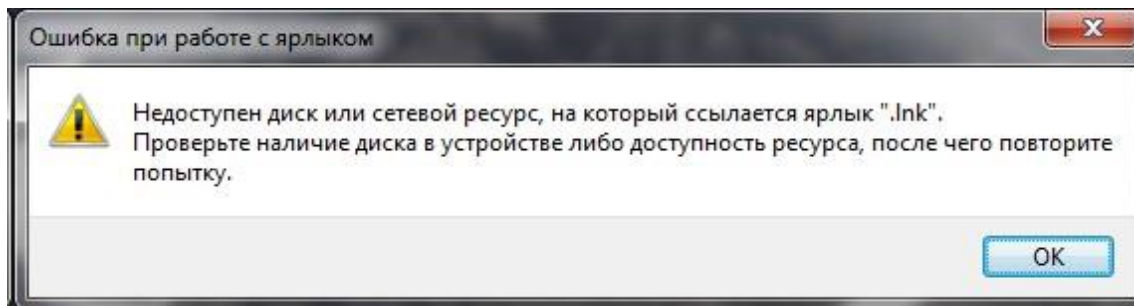 Ошибка при работе с ярлыком
Недоступен диск или сетевой ресурс, на который ссылается ярлык ".lnk".
Проверьте наличие диска в устройстве либо доступность ресурса, после чего повторите
попытку.
OK